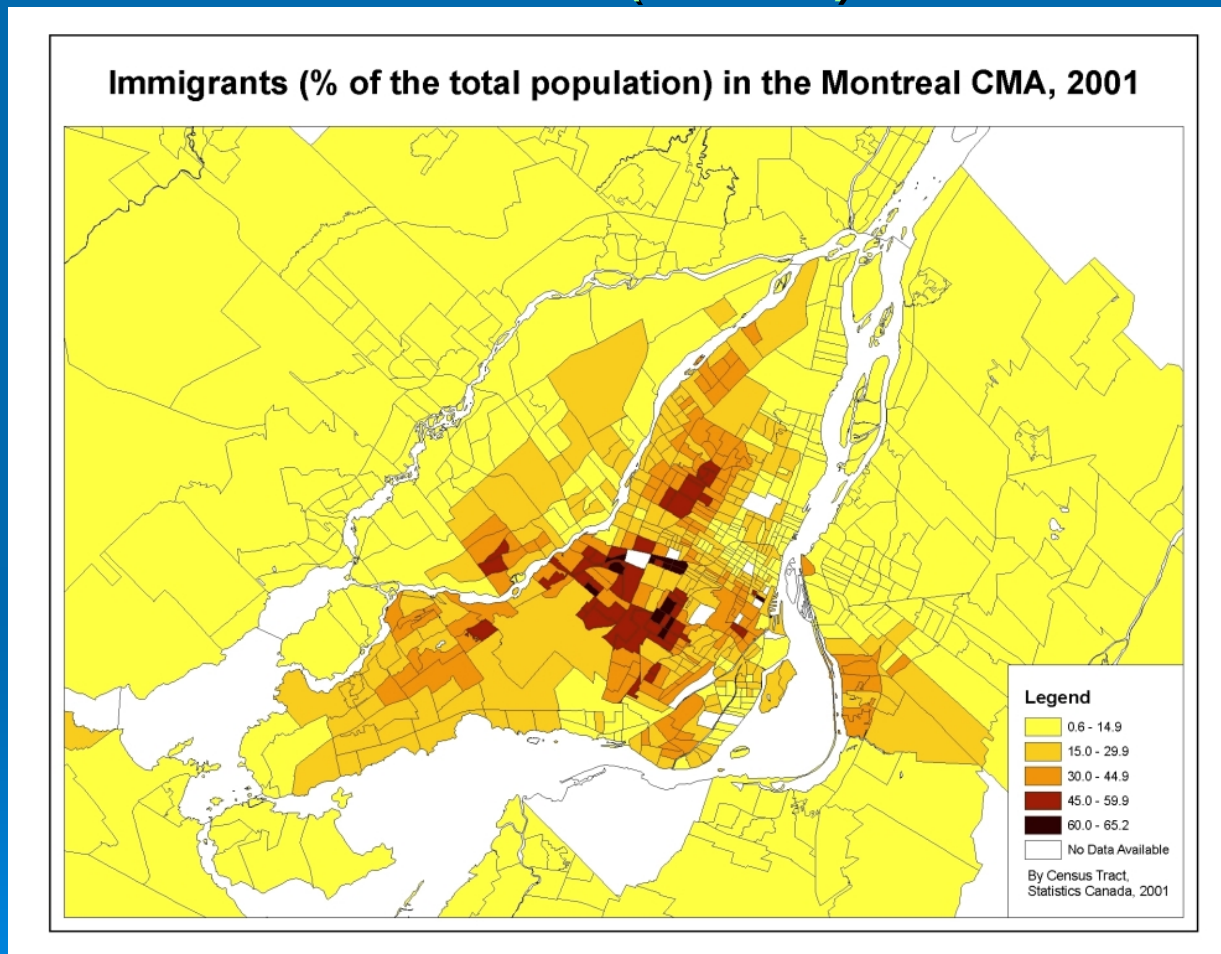 Immigrants (% of the total population) in the Montreal CMA, 2001
Legend
0.6 - 14.9
15.0 - 29.9
30.0 - 44.9
45.0 - 59.9
60.0 - 65.2
No Data Available
By Census Tract,
Statistics Canada, 2001